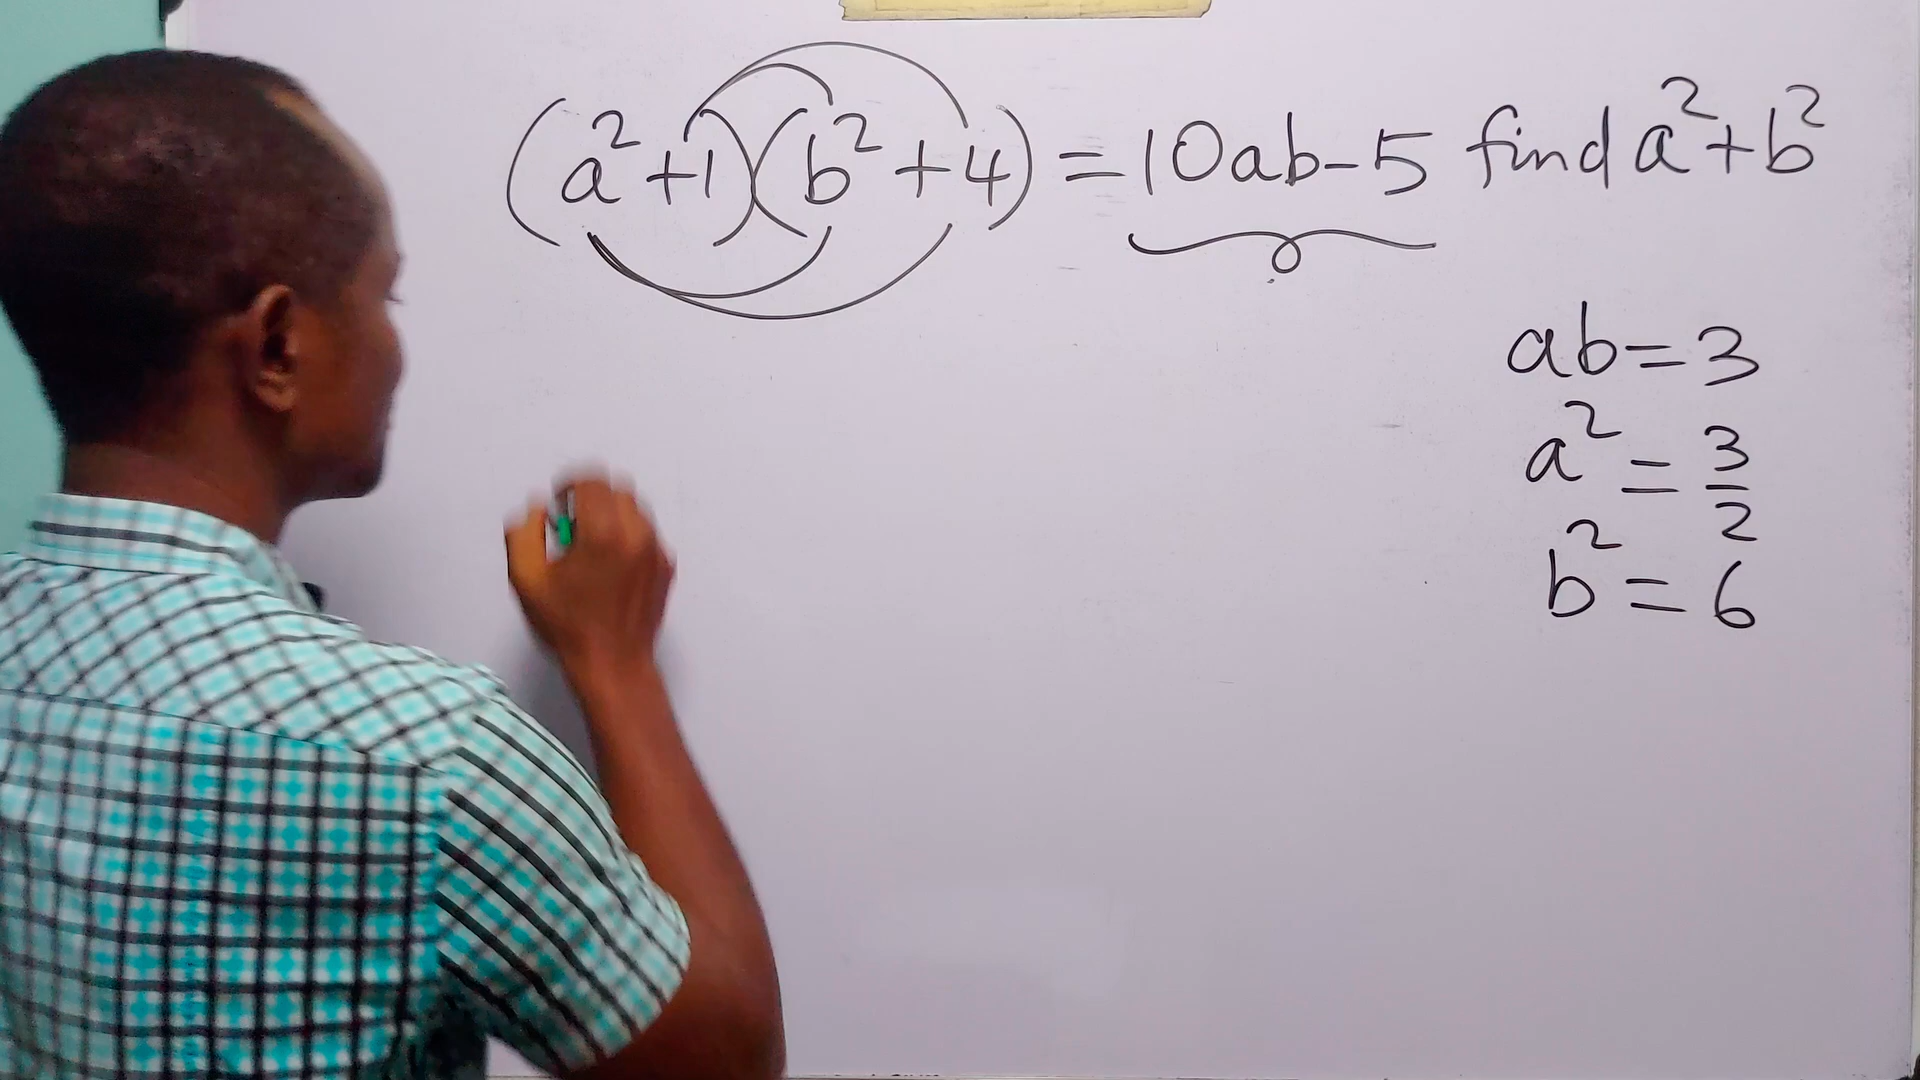 (a²+1)(b²+4)=10ab-5 find a²+b²
ab=3
a²=3/2
b²=6